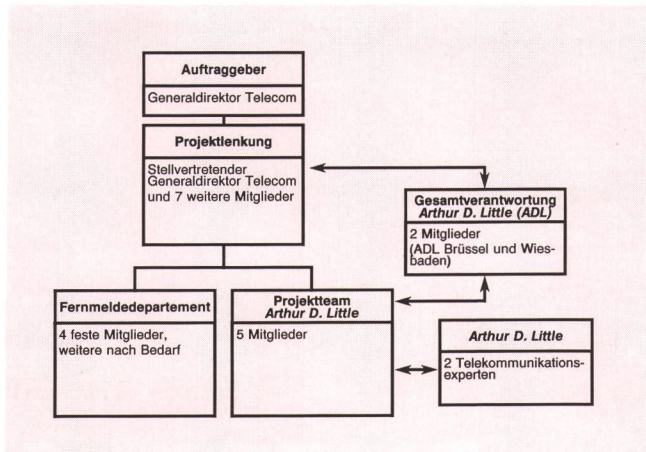 Auftraggeber
Generaldirektor Telecom
Projektlenkung
Stellvertretender
Generaldirektor Telecom
und 7 weitere Mitglieder
Gesamtverantwortung
Arthur D. Little (ADL)
2 Mitglieder
(ADL Brüssel und Wies-
baden)
Fernmeldedepartement
4 feste Mitglieder,
weitere nach Bedarf
Projektteam
Arthur D. Little
5 Mitglieder
Arthur D. Little
2 Telekommunikations-
experten